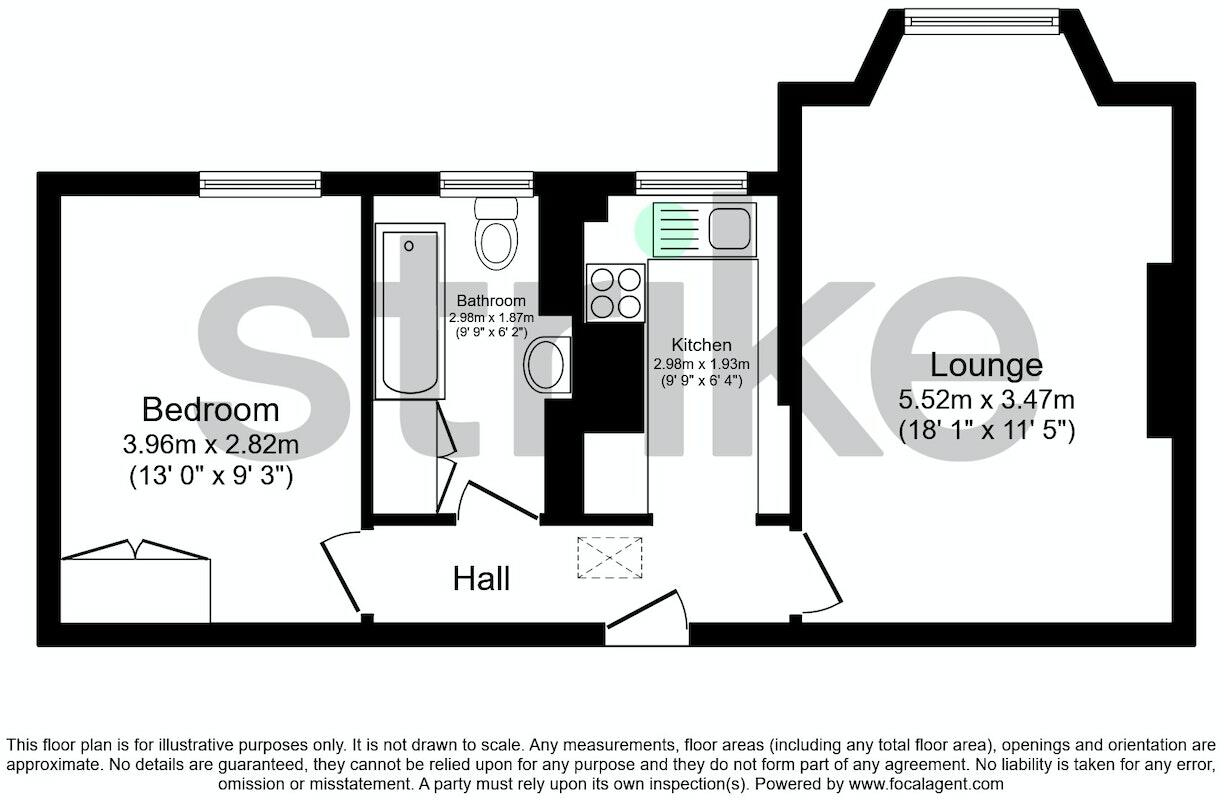 Bathroom
2.98m x 1.87m
(9' 9" x 6' 2")
Kitchen
2.98m x 1.93m
(9' 9" x 6' 4")
Lounge
5.52m x 3.47m
(18' 1" x 11' 5")
Bedroom
3.96m x 2.82m
(13' 0" x 9' 3")
strike
Hall
This floor plan is for illustrative purposes only. It is not drawn to scale. Any measurements, floor areas (including any total floor area), openings and orientation are
approximate. No details are guaranteed, they cannot be relied upon for any purpose and they do not form part of any agreement. No liability is taken for any error,
omission or misstatement. A party must rely upon its own inspection(s). Powered by www.focalagent.com